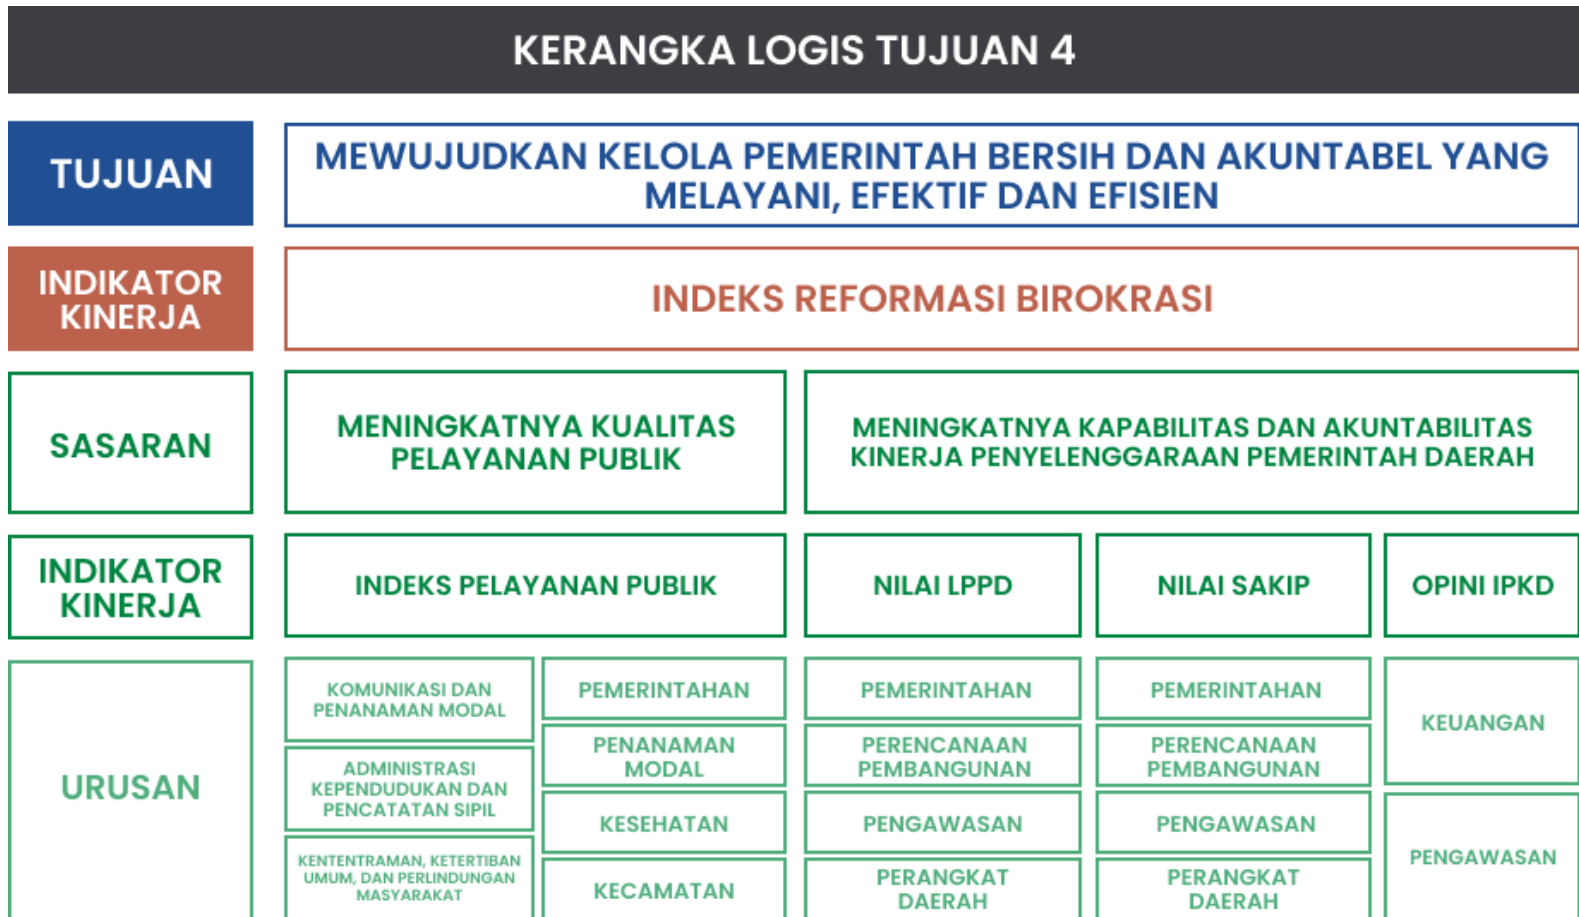 KERANGKA LOGIS TUJUAN 4
TUJUAN
MEWUJUDKAN KELOLA PEMERINTAH BERSIH DAN AKUNTABEL YANG
MELAYANI, EFEKTIF DAN EFISIEN
INDIKATOR
KINERJA
INDEKS REFORMASI BIROKRASI
SASARAN
MENINGKATNYA KUALITAS
PELAYANAN PUBLIK
MENINGKATNYA KAPABILITAS DAN AKUNTABILITAS
KINERJA PENYELENGGARAAN PEMERINTAH DAERAH
INDIKATOR
KINERJA
INDEKS PELAYANAN PUBLIK
NILAI LPPD
NILAI SAKIP
OPINI IPKD
URUSAN
KOMUNIKASI DAN
PENANAMAN MODAL
ADMINISTRASI
KEPENDUDUKAN DAN
PENCATATAN SIPIL
KENTENTRAMAN, KETERTIBAN
UMUM, DAN PERLINDUNGAN
MASYARAKAT
PEMERINTAHAN
PENANAMAN
MODAL
KESEHATAN
KECAMATAN
PEMERINTAHAN
PERENCANAAN
PEMBANGUNAN
PENGAWASAN
PERANGKAT
DAERAH
PEMERINTAHAN
PERENCANAAN
PEMBANGUNAN
PENGAWASAN
PERANGKAT
DAERAH
KEUANGAN
PENGAWASAN